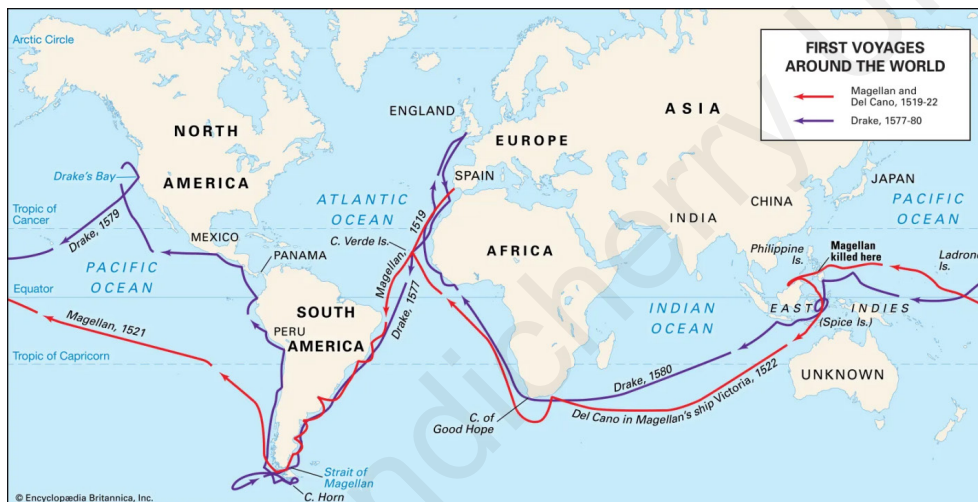 FIRST VOYAGES
AROUND THE WORLD
Magellan and
Del Cano, 1519-22
Drake, 1577-80
Arctic Circle
ENGLAND
ASIA
NORTH
AMERICA
EUROPE
Drake's Bay
SPAIN
JAPAN
ATLANTIC
OCEAN
CHINA
PACIFIC
OCEAN
Tropic of
Cancer
Drake, 1579
INDIA
MEXICO
C. Verde Is.
Magellan, 1519
AFRICA
Philippine
Is.
Magellan
killed here
Ladrone
Is.
PANAMA
PACIFIC
OCEAN
Equator
Drake, 1577
SOUTH
AMERICA
INDIAN
OCEAN
EAST INDIES
(Spice Is.)
Magellan, 1521
PERU
Tropic of Capricorn
Drake, 1580
UNKNOWN
Del Cano in Magellan's ship Victoria, 1522
C. of
Good Hope
Strait of
Magellan
C. Horn
© Encyclopædia Britannica, Inc.